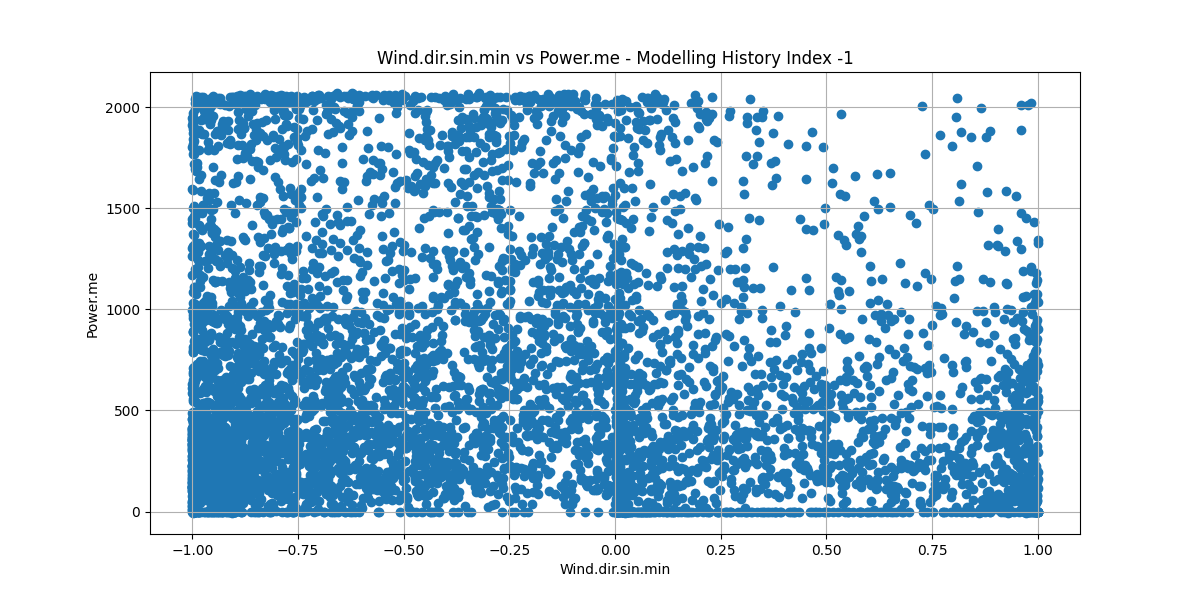 Wind.dir.sin.min vs Power.me - Modelling History Index -1
Power.me
2000
1500
1000
500
0
−1.00 −0.75 −0.50 −0.25 0.00 0.25 0.50 0.75 1.00
Wind.dir.sin.min